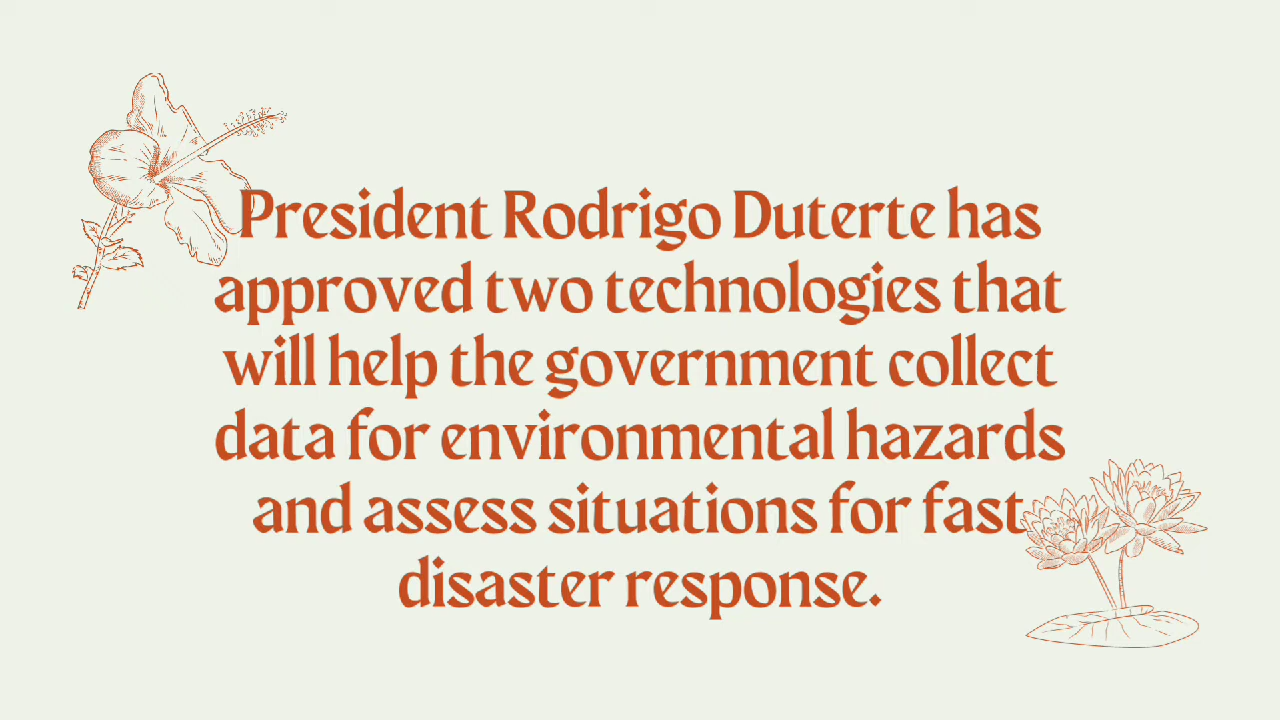 President Rodrigo Duterte has
approved two technologies that
will help the government collect
data for environmental hazards
and assess situations for fast
disaster response.